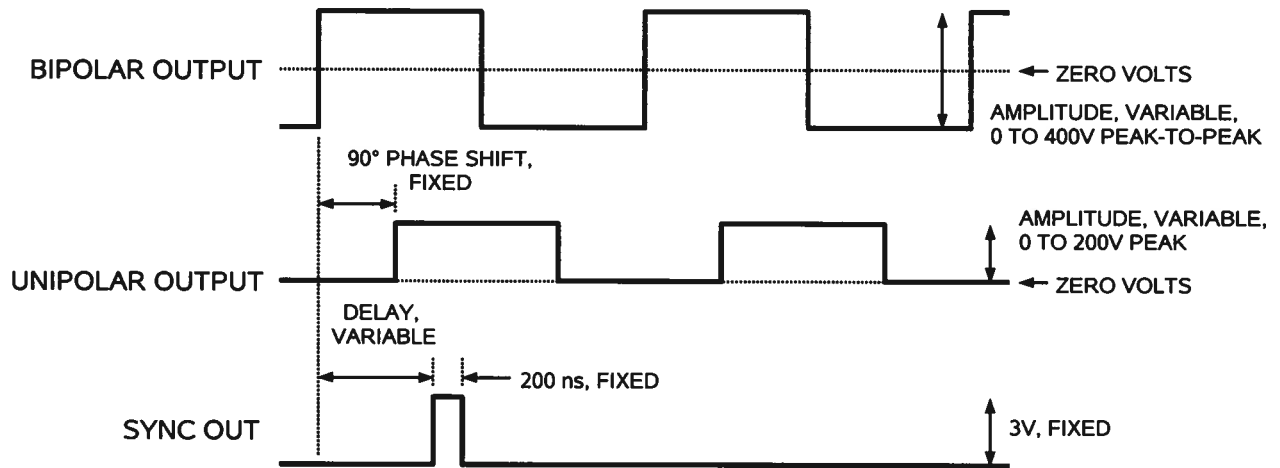 BIPOLAR OUTPUT
ZERO VOLTS
AMPLITUDE, VARIABLE,
0 TO 400V PEAK-TO-PEAK
90° PHASE SHIFT,
FIXED
AMPLITUDE, VARIABLE,
0 TO 200V PEAK
UNIPOLAR OUTPUT
ZERO VOLTS
DELAY,
VARIABLE
200 ns, FIXED
SYNC OUT
3V, FIXED